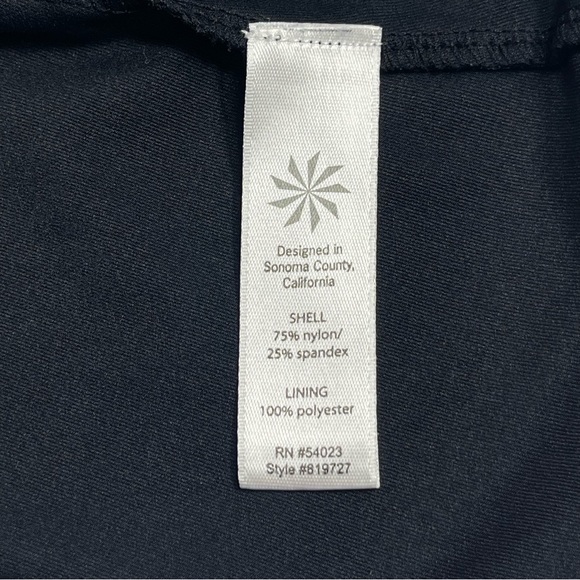 Designed in
Sonoma County,
California
SHELL
75% nylon/
25% spandex
LINING
100% polyester
RN #54023
Style #819727